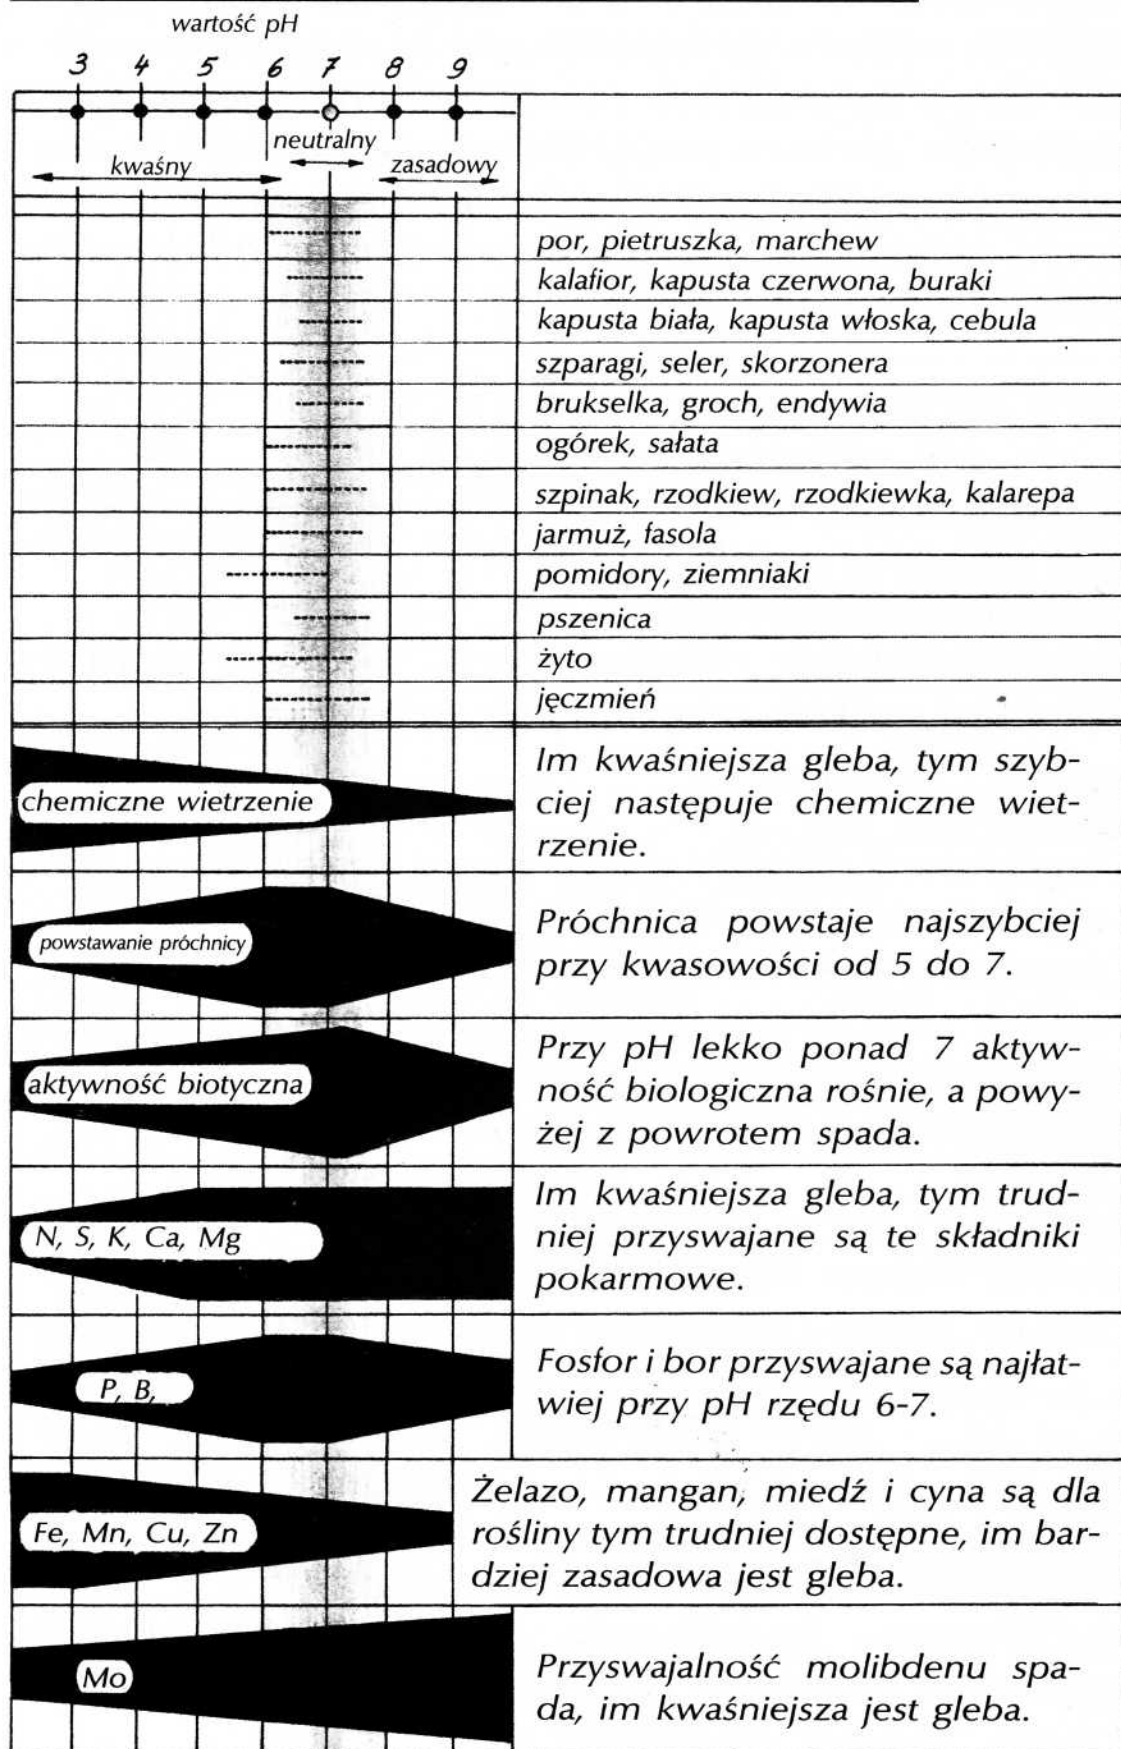 wartość pH
3 4 5 6 7 8 9
neutralny
kwaśny
zasadowy
por, pietruszka, marchew
kalafior, kapusta czerwona, buraki
kapusta biała, kapusta włoska, cebula
szparagi, seler, skorzonera
brukselka, groch, endywia
ogórek, sałata
szpinak, rzodkiew, rzodkiewka, kalarepa
jarmuż, fasola
pomidory, ziemniaki
pszenica
żyto
jęczmień
chemiczne wietrzenie
Im kwaśniejsza gleba, tym szyb-
ciej następuje chemiczne wiet-
rzenie.
powstawanie próchnicy
Próchnica powstaje najszybciej
przy kwasowości od 5 do 7.
aktywność biotyczna
Przy pH lekko ponad 7 aktyw-
ność biologiczna rośnie, a powy-
żej z powrotem spada.
N, S, K, Ca, Mg
Im kwaśniejsza gleba, tym trud-
niej przyswajane są te składniki
pokarmowe.
P, B,
Fosfor i bor przyswajane są najłat-
wiej przy pH rzędu 6-7.
Fe, Mn, Cu, Zn
Żelazo, mangan, miedź i cyna są dla
rośliny tym trudniej dostępne, im bar-
dziej zasadowa jest gleba.
Mo
Przyswajalność molibdenu spa-
da, im kwaśniejsza jest gleba.